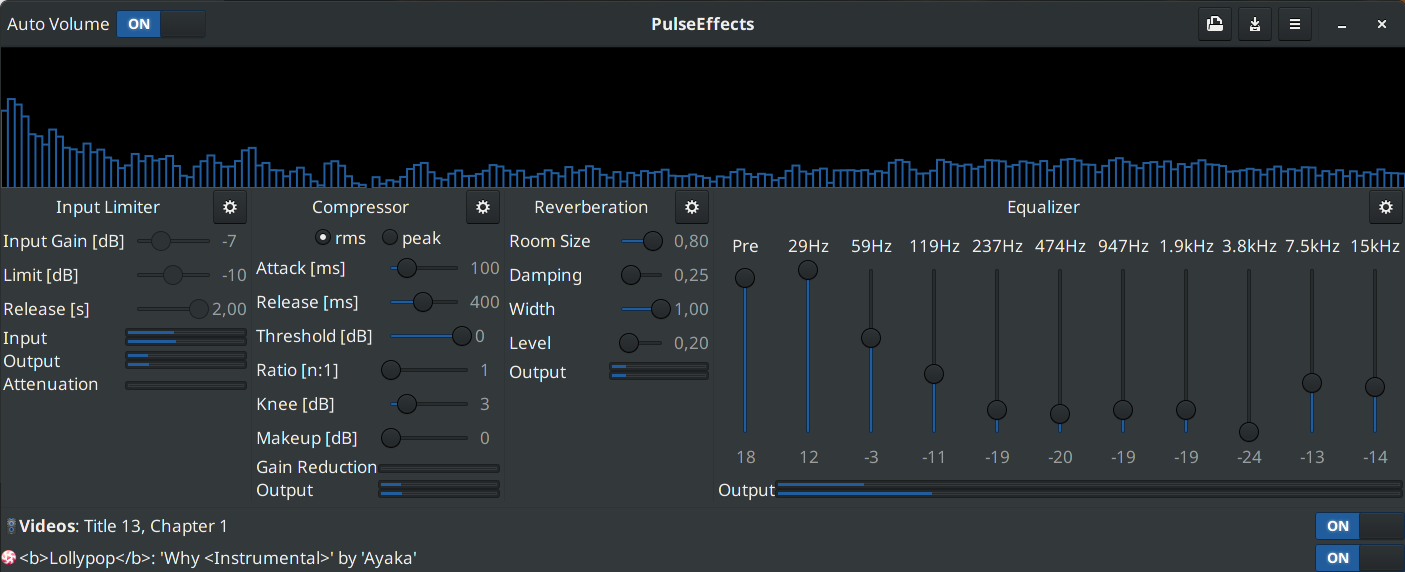 Auto Volume ON PulseEffects
Input Limiter Compressor Reverberation Equalizer
rms peak
Input Gain [dB] -7
Limit [dB] -10
Release [s] 2,00
Input
Output
Attenuation
Attack [ms] 100
Release [ms] 400
Threshold [dB] 0
Ratio [n:1] 1
Knee [dB] 3
Makeup [dB] 0
Gain Reduction
Output
Room Size 0,80
Damping 0,25
Width 1,00
Level 0,20
Output
Pre 29Hz 59Hz 119Hz 237Hz 474Hz 947Hz 1.9kHz 3.8kHz 7.5kHz 15kHz
18 12 -3 -11 -19 -20 -19 -19 -24 -13 -14
Output
Videos: Title 13, Chapter 1 ON
<b>Lollypop</b>: 'Why <Instrumental>' by 'Ayaka' ON